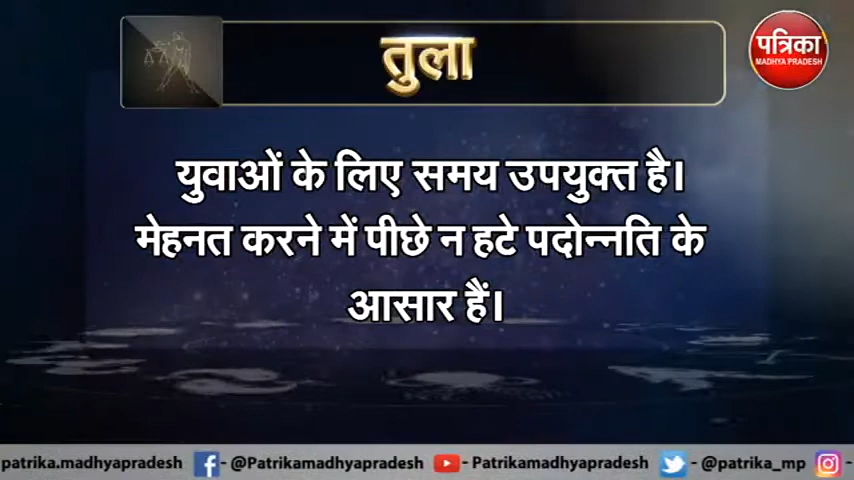 तुला
पत्रिका
MADHYA PRADESH
युवाओं के लिए समय उपयुक्त है।
मेहनत करने में पीछे न हटे पदोन्नति के
आसार हैं।
patrika.madhyapradesh - @Patrikamadhyapradesh - Patrikamadhyapradesh - @patrika_mp -